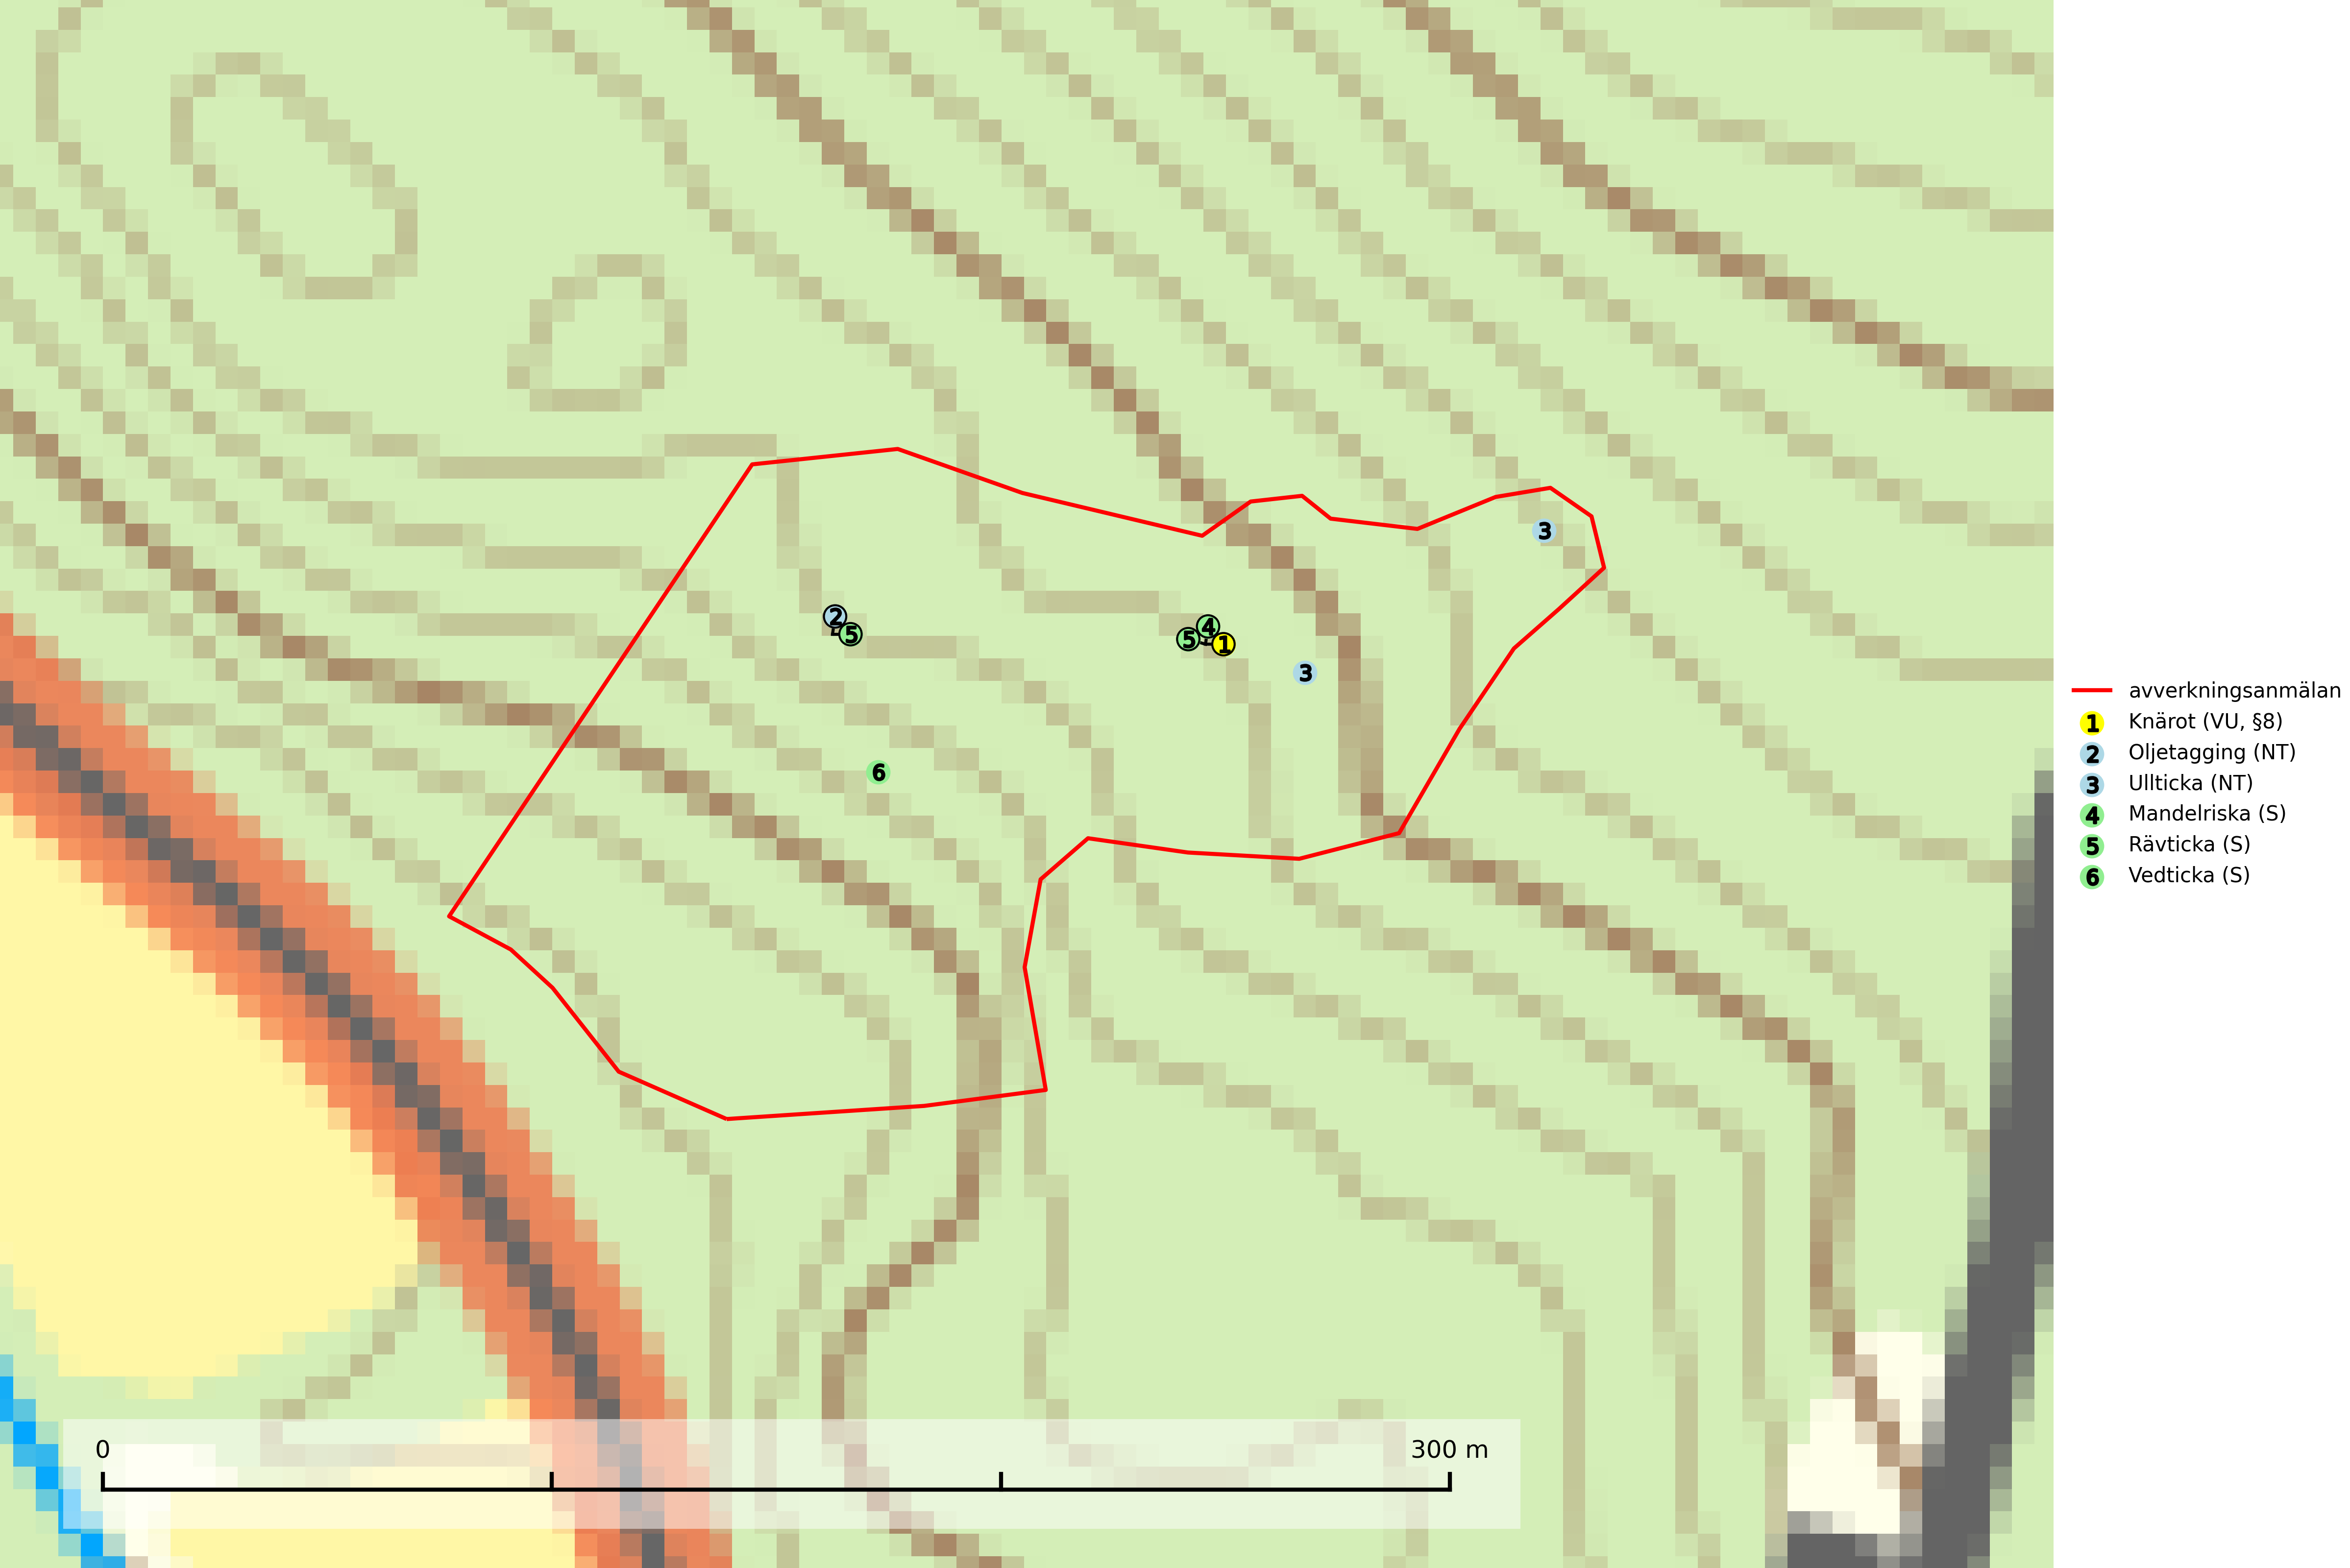 3
2
5
4
5
1
3
6
avverkningsanmälan
1 Knärot (VU, §8)
2 Oljetagging (NT)
3 Ullticka (NT)
4 Mandelriska (S)
5 Rävticka (S)
6 Vedticka (S)
0 300 m